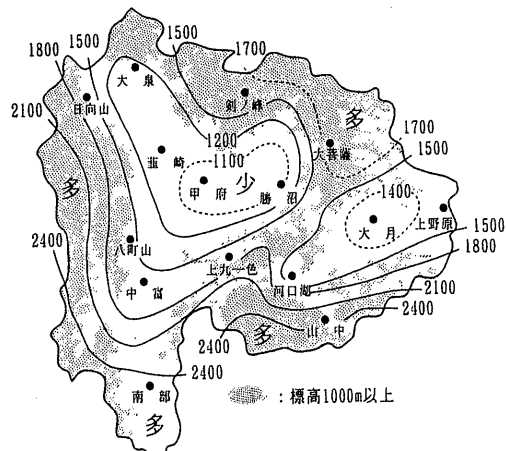 1500
1800
1500
1700
大泉
日向山
剣ノ峰
2100
多
1700
1200
大菩薩
韮崎
1100
1500
多
甲府
少
勝沼
1400
上野原
大月
2400
八町山
上九一色
1500
1800
中富
河口湖
2100
2400
山中
2400
多
2400
南部
多
:標高1000m以上